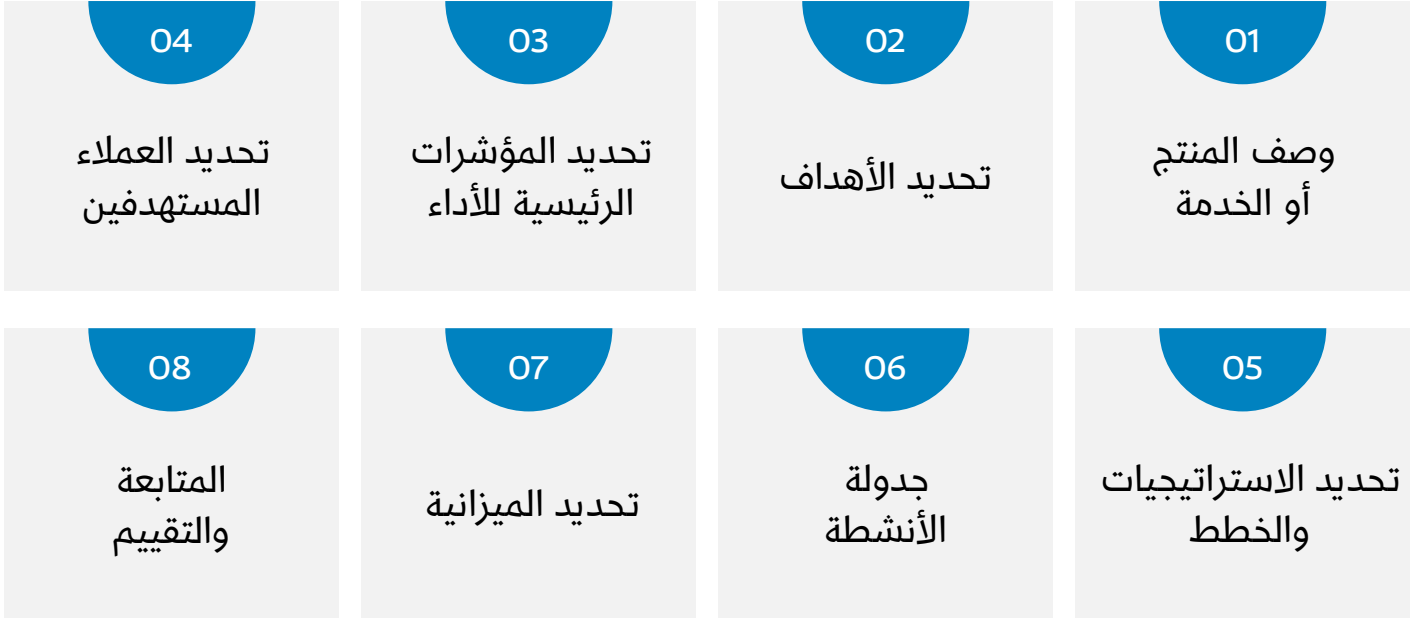 01
وصف المنتج
أو الخدمة
02
تحديد الأهداف
03
تحديد المؤشرات
الرئيسية للأداء
04
تحديد العملاء
المستهدفين
05
تحديد الاستراتيجيات
والخطط
06
جدولة
الأنشطة
07
تحديد الميزانية
08
المتابعة
والتقييم